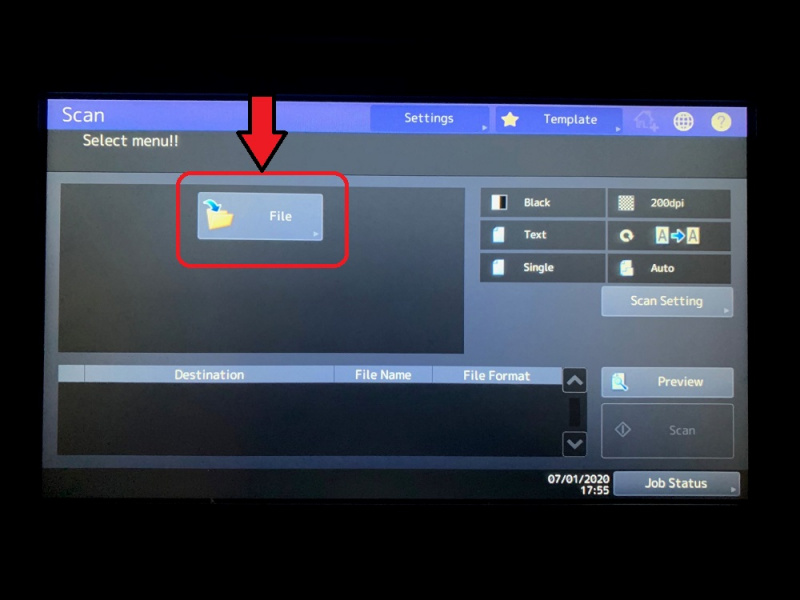 Scan
Settings
Template
?
Select menu!!
File
Black
200dpi
Text
A A
Single
Auto
Scan Setting
Destination
File Name
File Format
Preview
Scan
07/01/2020
17:55
Job Status